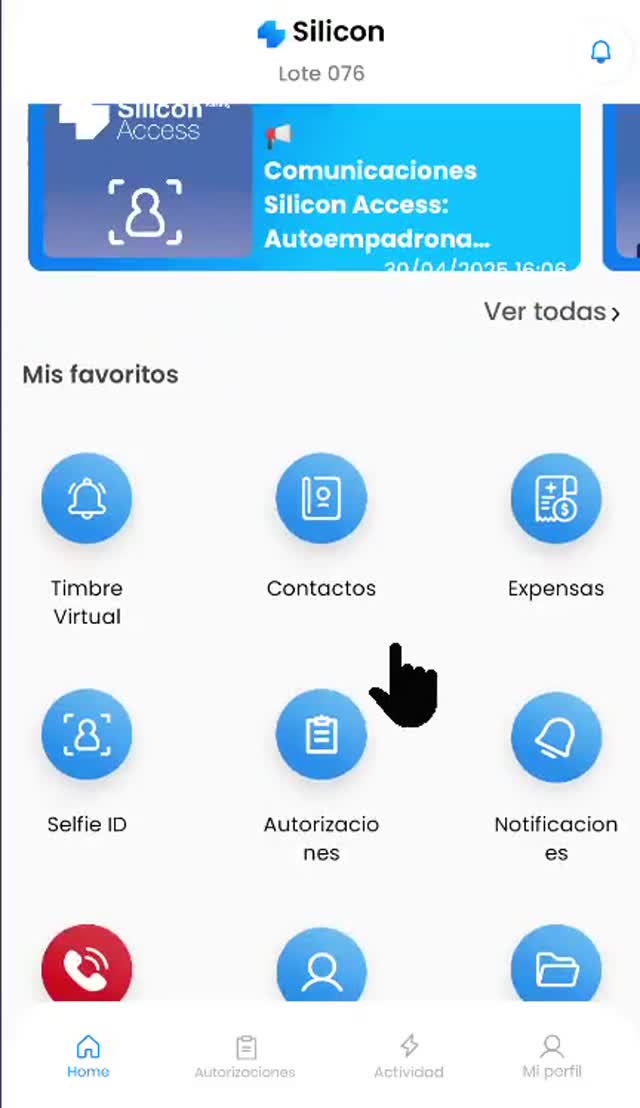 Silicon
Lote 076
Silicon
Access
Comunicaciones
Silicon Access:
Autoempadrona...
30/04/2025 16:06
Ver todas
Mis favoritos
Timbre
Virtual
Contactos
Expensas
Selfie ID
Autorizacio
nes
Notificacion
es
Home
Autorizaciones
Actividad
Mi perfil